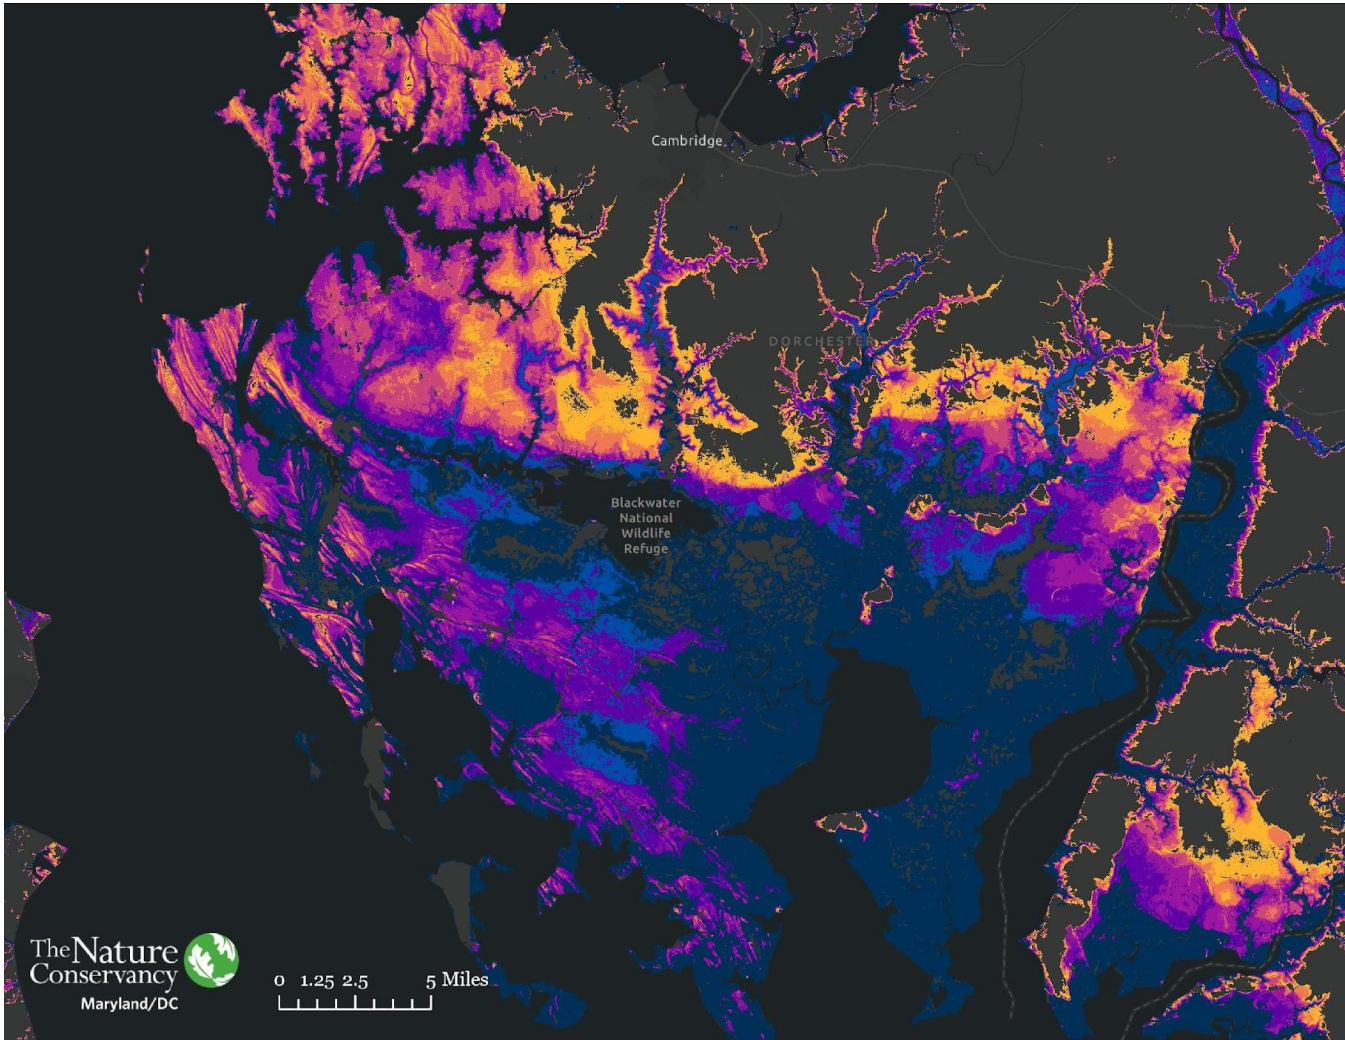 Cambridge
DORCHESTER
Blackwater
National
Wildlife
Refuge
The Nature
Conservancy
Maryland/DC
0 1.25 2.5 5 Miles